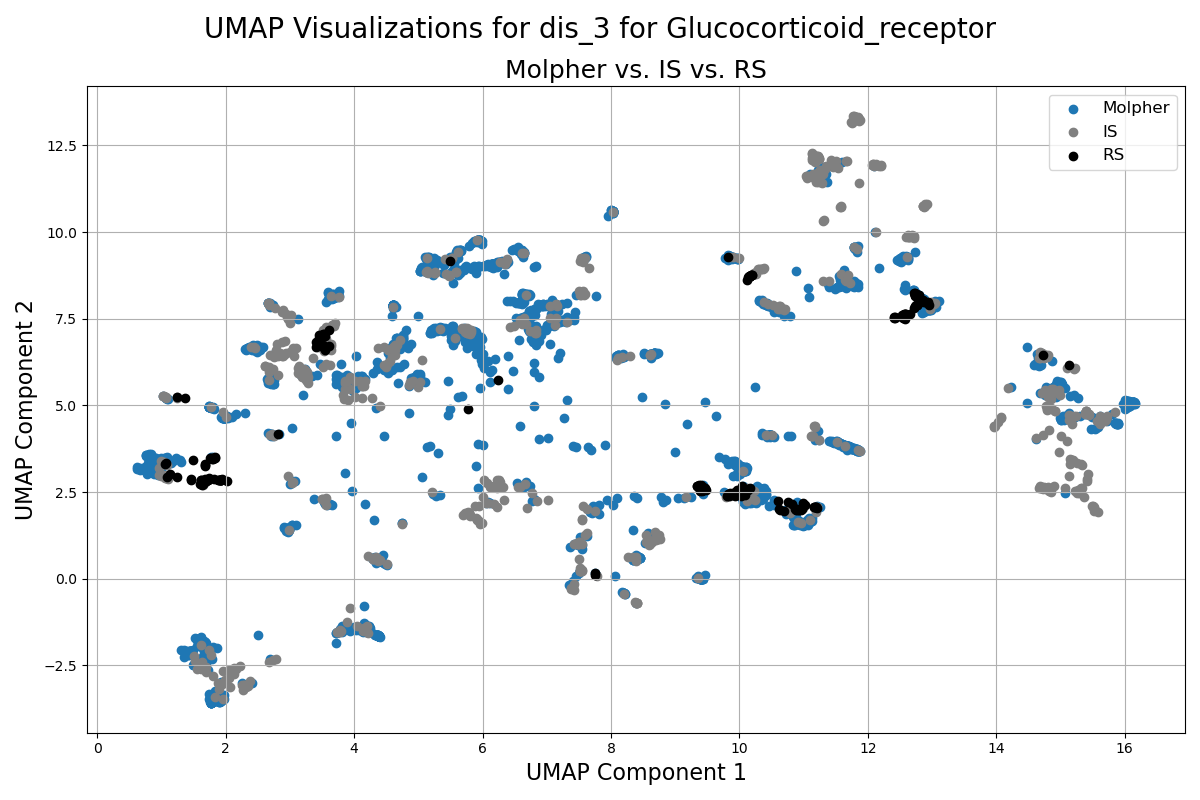 UMAP Visualizations for dis_3 for Glucocorticoid_receptor
Molpher vs. IS vs. RS
Molpher
IS
RS
UMAP Component 2
12.5
10.0
7.5
5.0
2.5
0.0
−2.5
0 2 4 6 8 10 12 14 16
UMAP Component 1